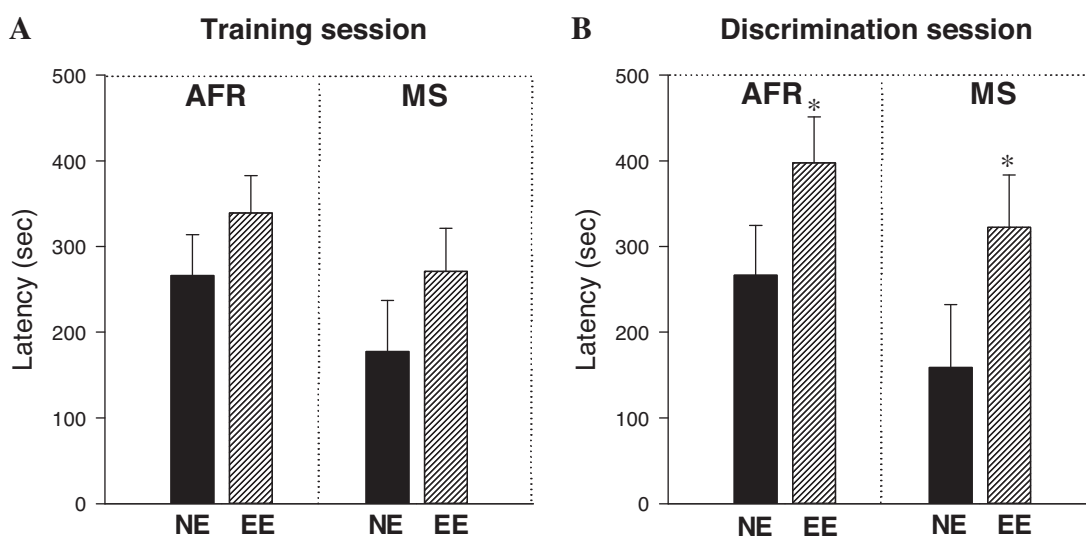 A Training session
500
400
300
200
100
0
Latency (sec)
AFR MS
NE EE NE EE
B Discrimination session
500
400
300
200
100
0
Latency (sec)
AFR MS
* *
NE EE NE EE